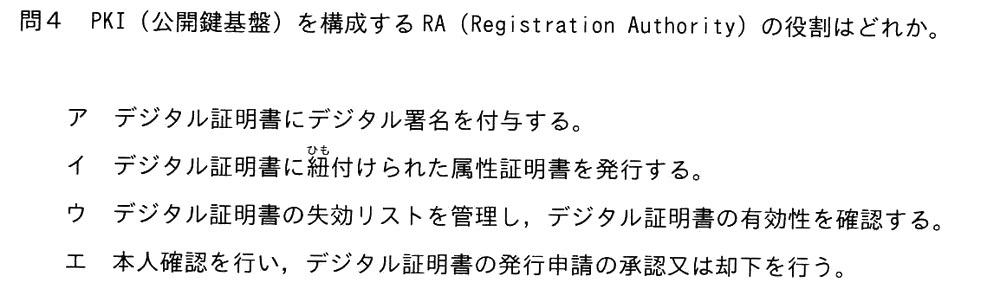 問4　PKI（公開鍵基盤）を構成する RA（Registration Authority）の役割はどれか。
ア　デジタル証明書にデジタル署名を付与する。
ひも
イ　デジタル証明書に紐付けられた属性証明書を発行する。
ウ　デジタル証明書の失効リストを管理し，デジタル証明書の有効性を確認する。
エ　本人確認を行い，デジタル証明書の発行申請の承認又は却下を行う。